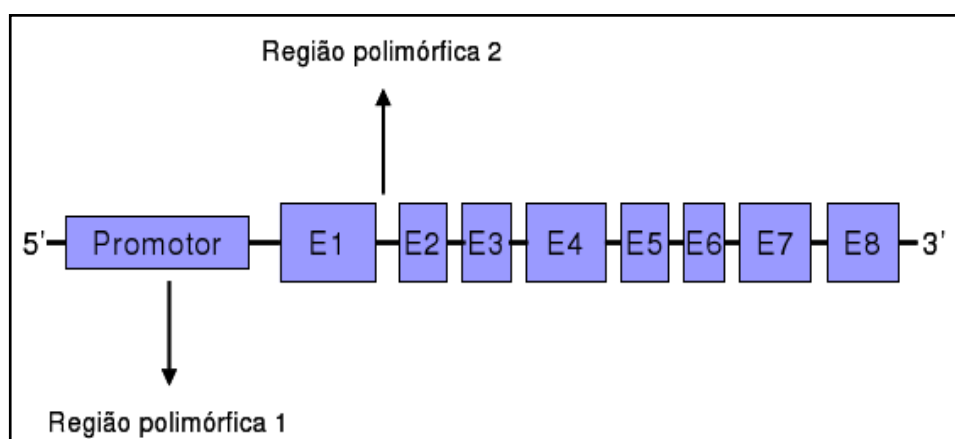 Região polimórfica 2
5' Promotor E1 E2 E3 E4 E5 E6 E7 E8 3'
Região polimórfica 1